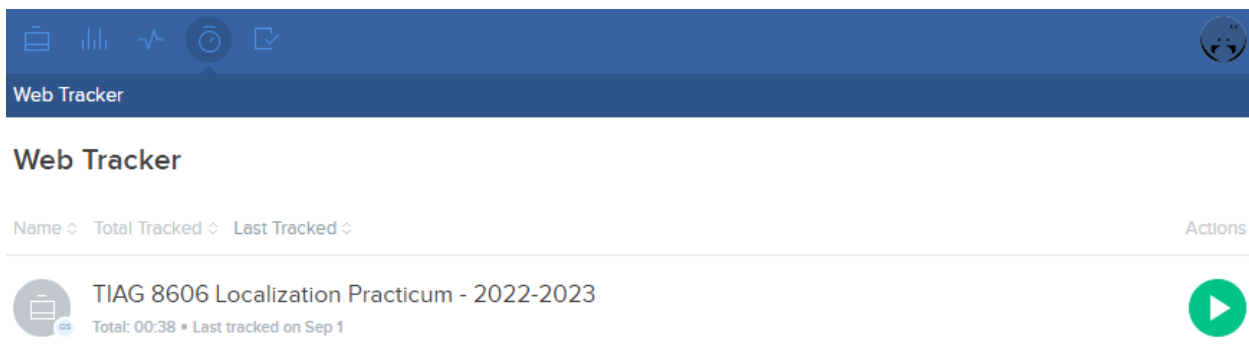 Web Tracker
Web Tracker
Name Total Tracked Last Tracked Actions
TIAG 8606 Localization Practicum - 2022-2023
GS
Total: 00:38 • Last tracked on Sep 1